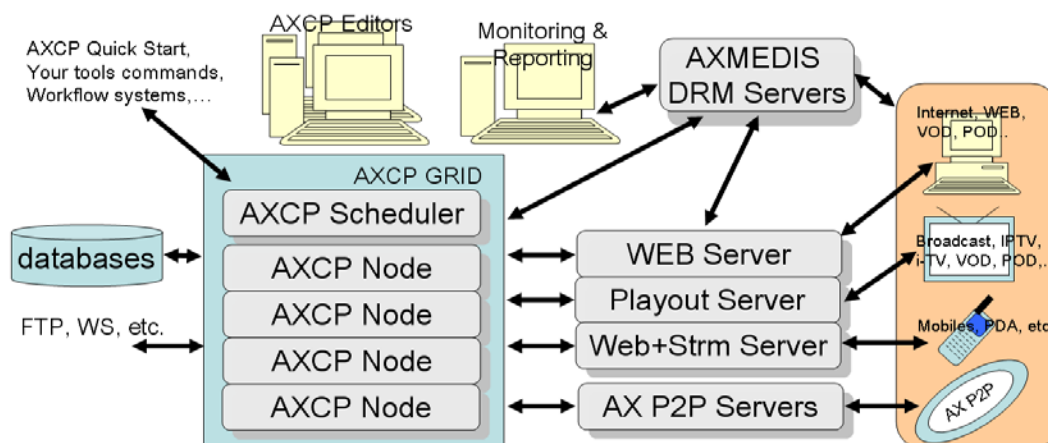 AXCP Editors
AXCP Quick Start,
Your tools commands,
Workflow systems,...
Monitoring &
Reporting
AXMEDIS
DRM Servers
Internet, WEB,
VOD, POD..
AXCP GRID
AXCP Scheduler
databases
AXCP Node
WEB Server
Broadcast, IPTV,
i-TV, VOD, POD,..
FTP, WS, etc.
AXCP Node
Playout Server
AXCP Node
Web+Strm Server
Mobiles, PDA, etc
AXCP Node
AX P2P Servers
AX P2P